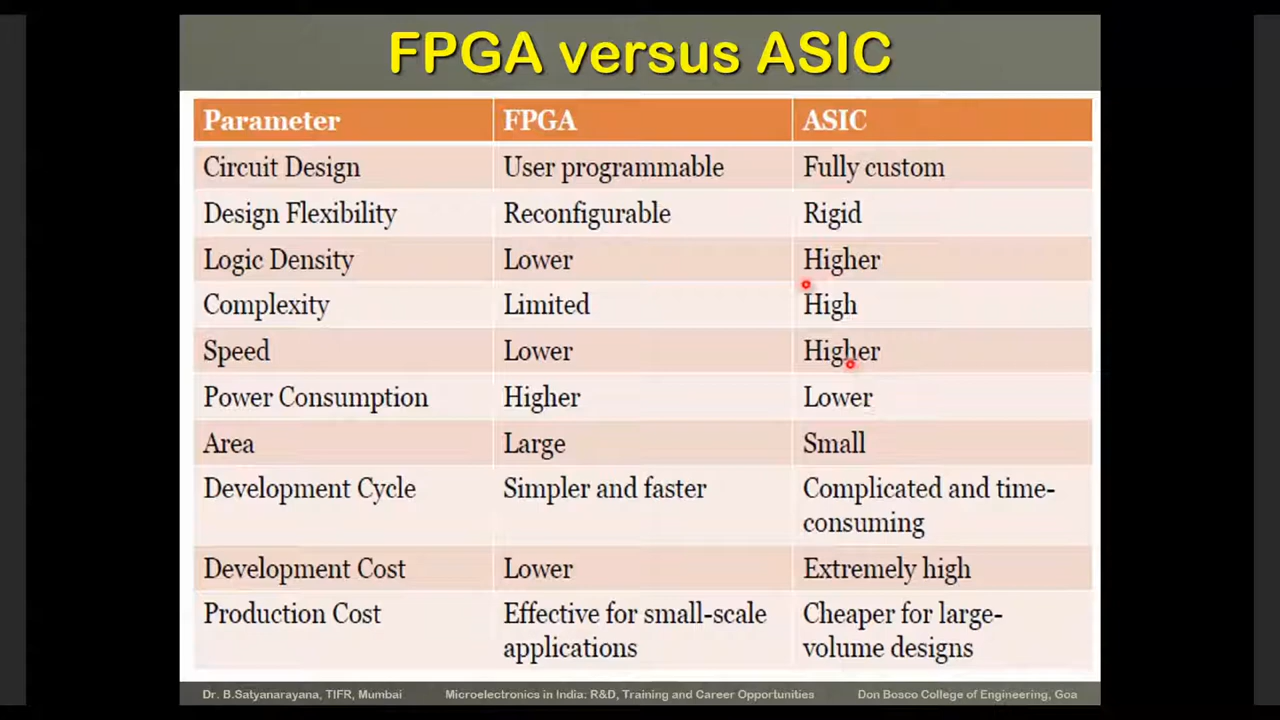 FPGA versus ASIC
Parameter FPGA ASIC
Circuit Design User programmable Fully custom
Design Flexibility Reconfigurable Rigid
Logic Density Lower Higher
Complexity Limited High
Speed Lower Higher
Power Consumption Higher Lower
Area Large Small
Development Cycle Simpler and faster Complicated and time-
consuming
Development Cost Lower Extremely high
Production Cost Effective for small-scale Cheaper for large-
applications volume designs
Dr. B.Satyanarayana, TIFR, Mumbai Microelectronics in India: R&D, Training and Career Opportunities Don Bosco College of Engineering, Goa